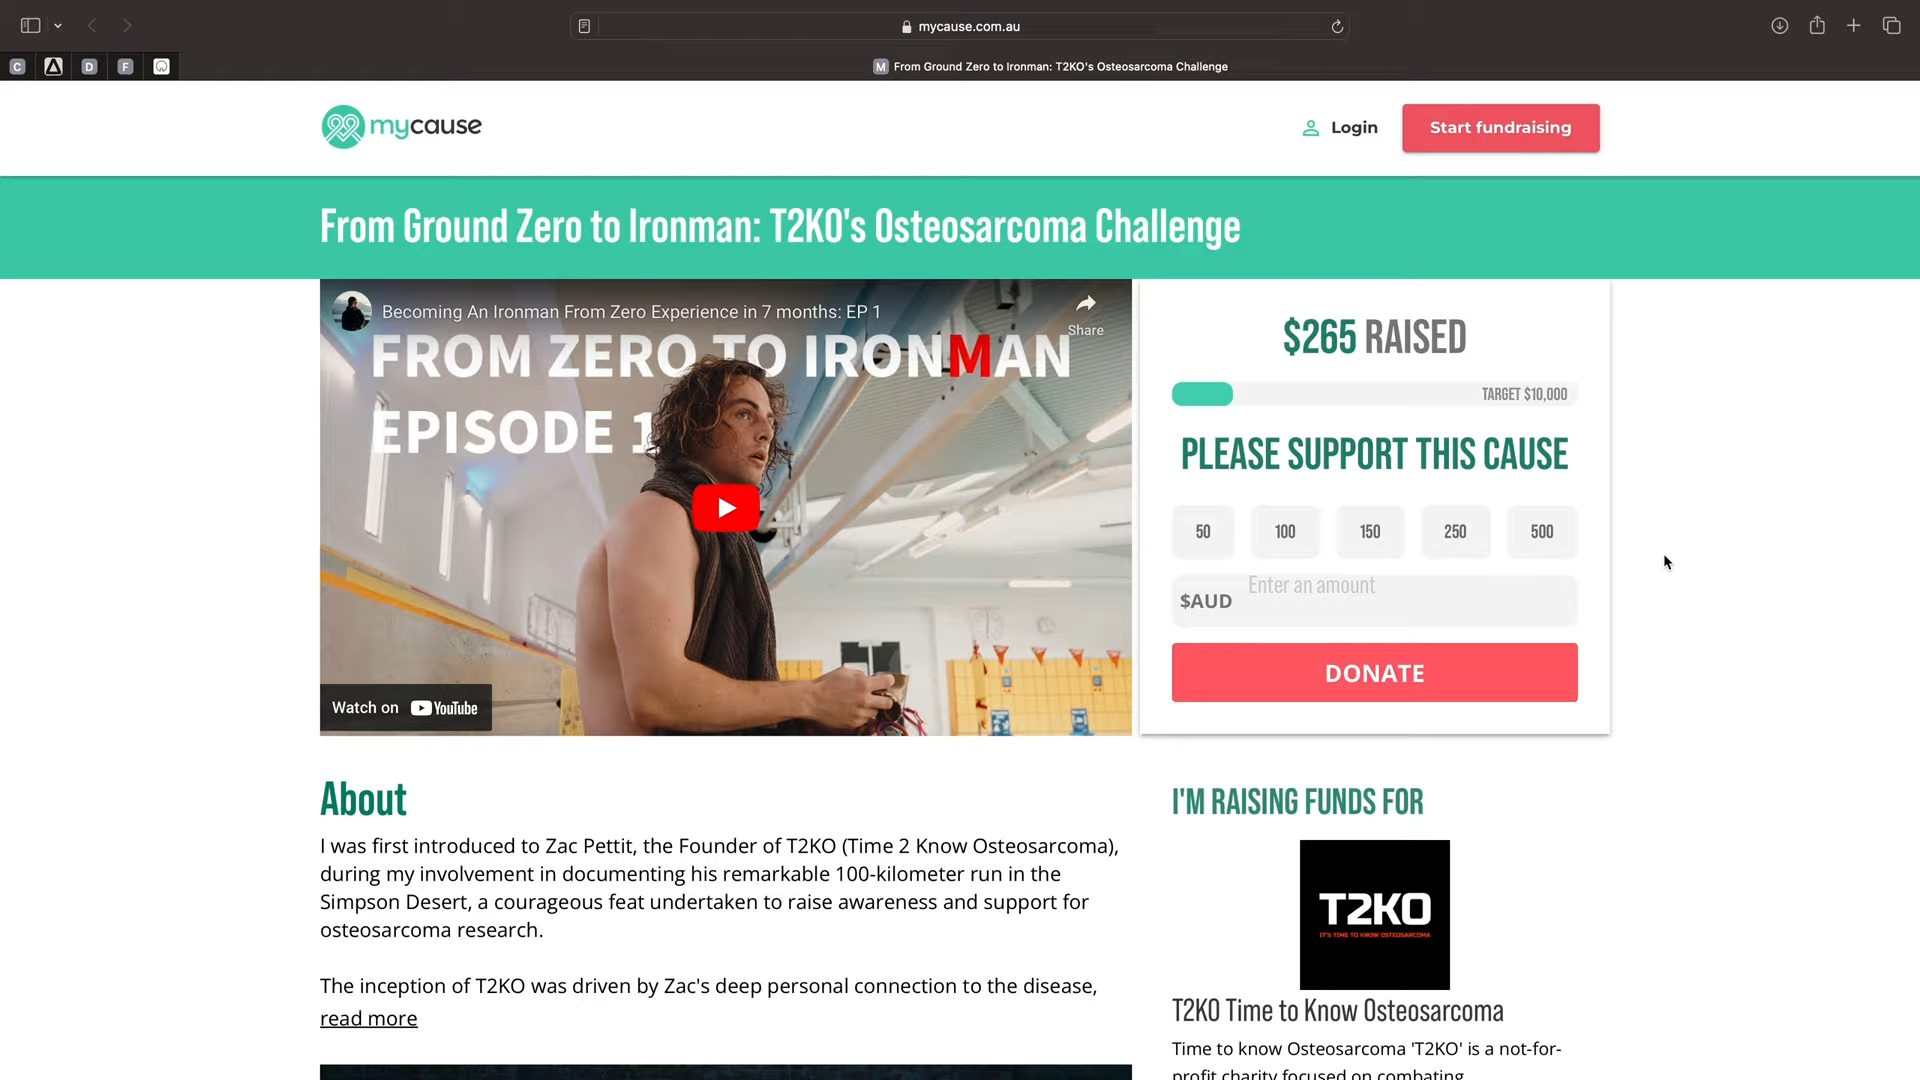 mycause.com.au
C
D
F
M From Ground Zero to Ironman: T2KO's Osteosarcoma Challenge
mycause
Login
Start fundraising
From Ground Zero to Ironman: T2KO's Osteosarcoma Challenge
Becoming An Ironman From Zero Experience in 7 months: EP 1
Share
FROM ZERO TO IRONMAN
EPISODE 1
Watch on YouTube
$265 RAISED
TARGET $10,000
PLEASE SUPPORT THIS CAUSE
50 100 150 250 500
Enter an amount
$AUD
DONATE
About
I was first introduced to Zac Pettit, the Founder of T2KO (Time 2 Know Osteosarcoma),
during my involvement in documenting his remarkable 100-kilometer run in the
Simpson Desert, a courageous feat undertaken to raise awareness and support for
osteosarcoma research.
The inception of T2KO was driven by Zac's deep personal connection to the disease,
read more
I'M RAISING FUNDS FOR
T2KO
IT'S TIME TO KNOW OSTEOSARCOMA
T2KO Time to Know Osteosarcoma
Time to know Osteosarcoma 'T2KO' is a not-for-
profit charity focused on combating